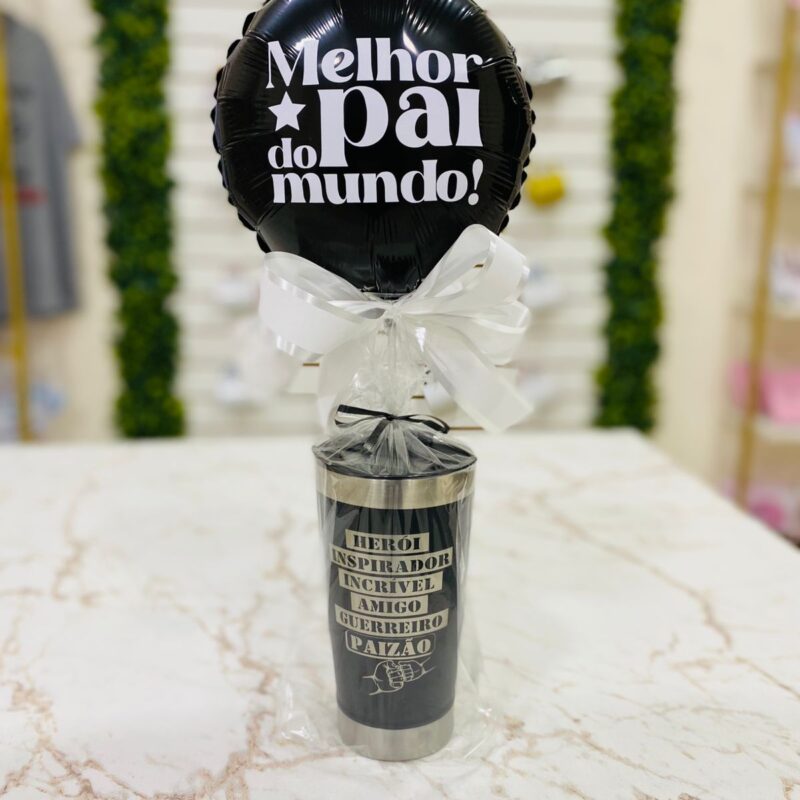 Melhor
pai
do
mundo!
HERÓI
INSPIRADOR
INCRÍVEL
AMIGO
GUERREIRO
PAIZÃO